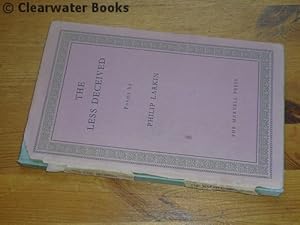 © Clearwater Books
THE
LESS DECEIVED
Poems by
PHILIP LARKIN
THE MARVELL PRESS